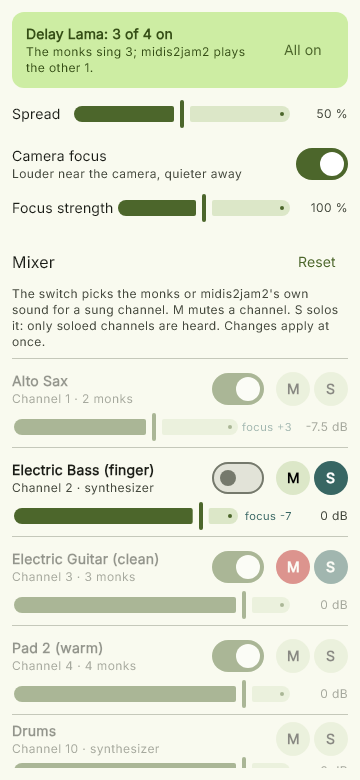 Delay Lama: 3 of 4 on
The monks sing 3; midis2jam2 plays
the other 1.
All on
Spread
50 %
Camera focus
Louder near the camera, quieter away
Focus strength
100 %
Mixer
Reset
The switch picks the monks or midis2jam2's own
sound for a sung channel. M mutes a channel. S solos
it: only soloed channels are heard. Changes apply at
once.
Alto Sax
Channel 1 · 2 monks
M
S
focus +3
-7.5 dB
Electric Bass (finger)
Channel 2 · synthesizer
M
S
focus -7
0 dB
Electric Guitar (clean)
Channel 3 · 3 monks
M
S
0 dB
Pad 2 (warm)
Channel 4 · 4 monks
M
S
0 dB
Drums
Channel 10 · synthesizer
M
S